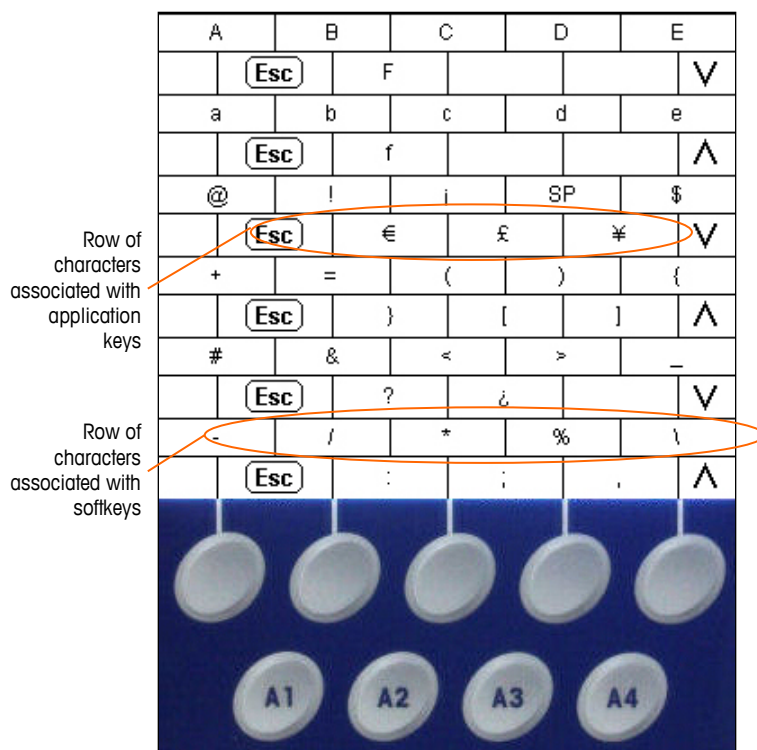 A B C D E
Esc F V
a b c d e
Esc f Λ
@ ! ¡ SP $
Esc € £ ¥ V
+ = ( ) {
Esc } [ ] Λ
# & < > _
Esc ? ¿ V
- / * % \
Esc : ; , Λ
Row of
characters
associated with
application
keys
Row of
characters
associated with
softkeys
A1 A2 A3 A4